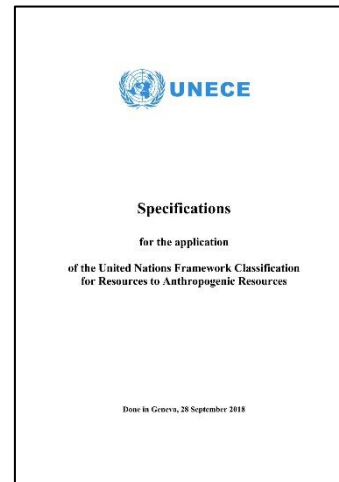 UNECE
Specifications
for the application
of the United Nations Framework Classification
for Resources to Anthropogenic Resources
Done in Geneva, 28 September 2018